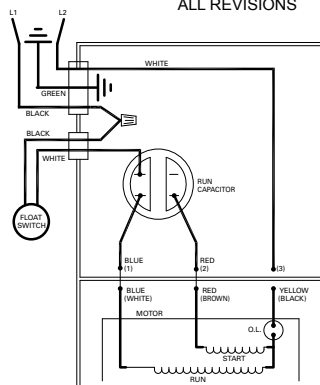 ALL REVISIONS
L1
L2
WHITE
GREEN
BLACK
BLACK
WHITE
RUN
CAPACITOR
FLOAT
SWITCH
BLUE
(1)
RED
(2)
(3)
BLUE
(WHITE)
RED
(BROWN)
YELLOW
(BLACK)
MOTOR
O.L.
START
RUN